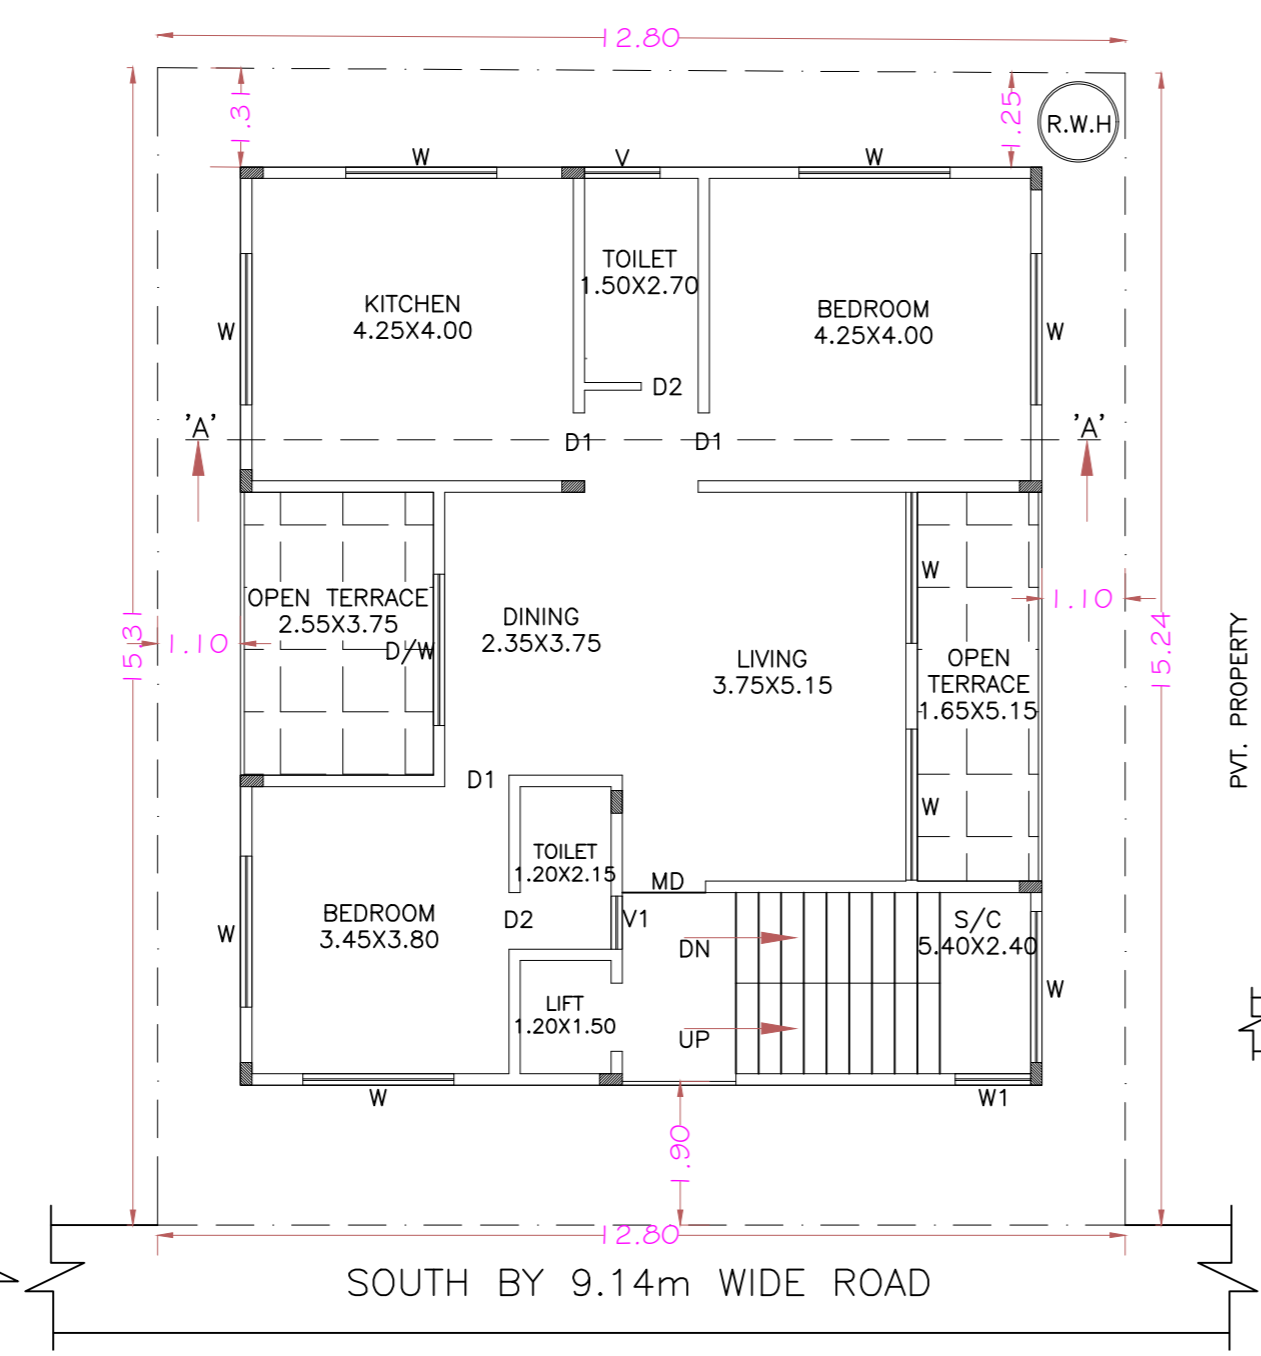 12.80
1.31
1.25
R.W.H
W
V
W
TOILET
1.50X2.70
KITCHEN
4.25X4.00
BEDROOM
4.25X4.00
W
W
D2
'A'
'A'
D1
D1
W
OPEN TERRACE
2.55X3.75
D/W
DINING
2.35X3.75
LIVING
3.75X5.15
OPEN
TERRACE
1.65X5.15
1.10
1.10
15.31
15.24
PVT. PROPERTY
D1
W
TOILET
1.20X2.15
MD
BEDROOM
3.45X3.80
D2
V1
S/C
5.40X2.40
W
DN
W
LIFT
1.20X1.50
UP
W
W1
1.90
12.80
SOUTH BY 9.14m WIDE ROAD